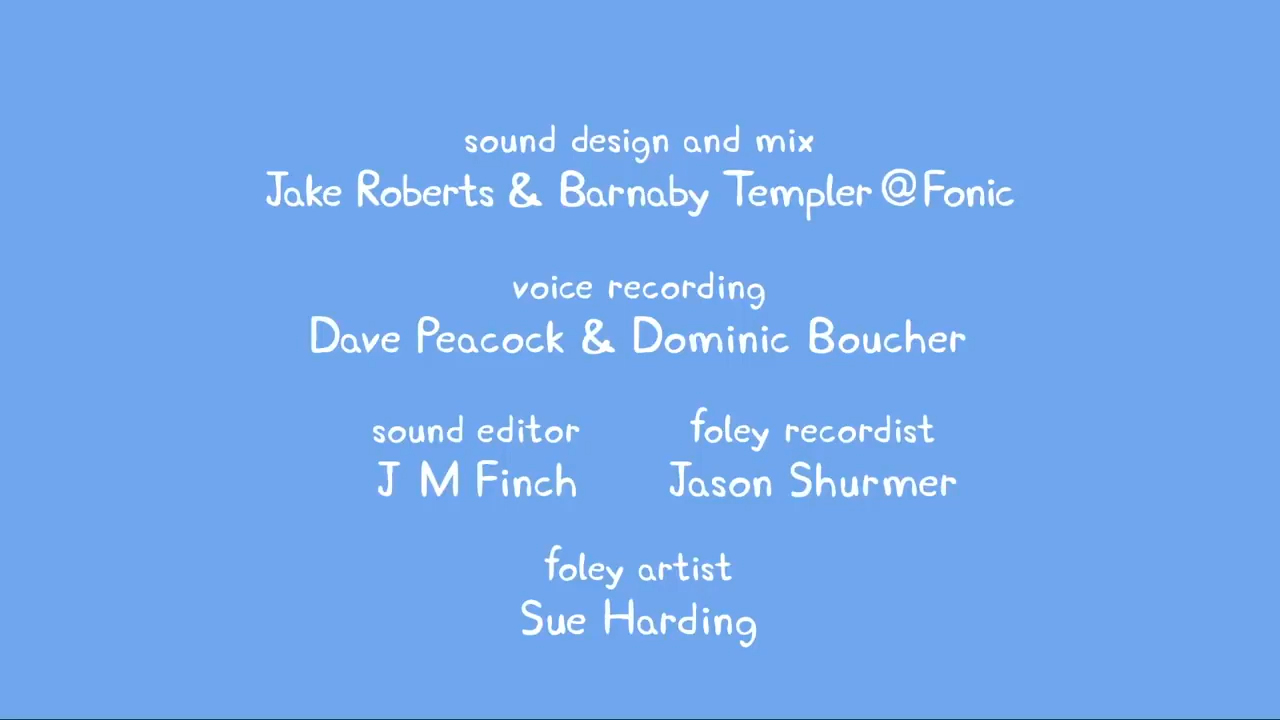 sound design and mix
Jake Roberts & Barnaby Templer @ Fonic
voice recording
Dave Peacock & Dominic Boucher
sound editor
J M Finch
foley recordist
Jason Shurmer
foley artist
Sue Harding